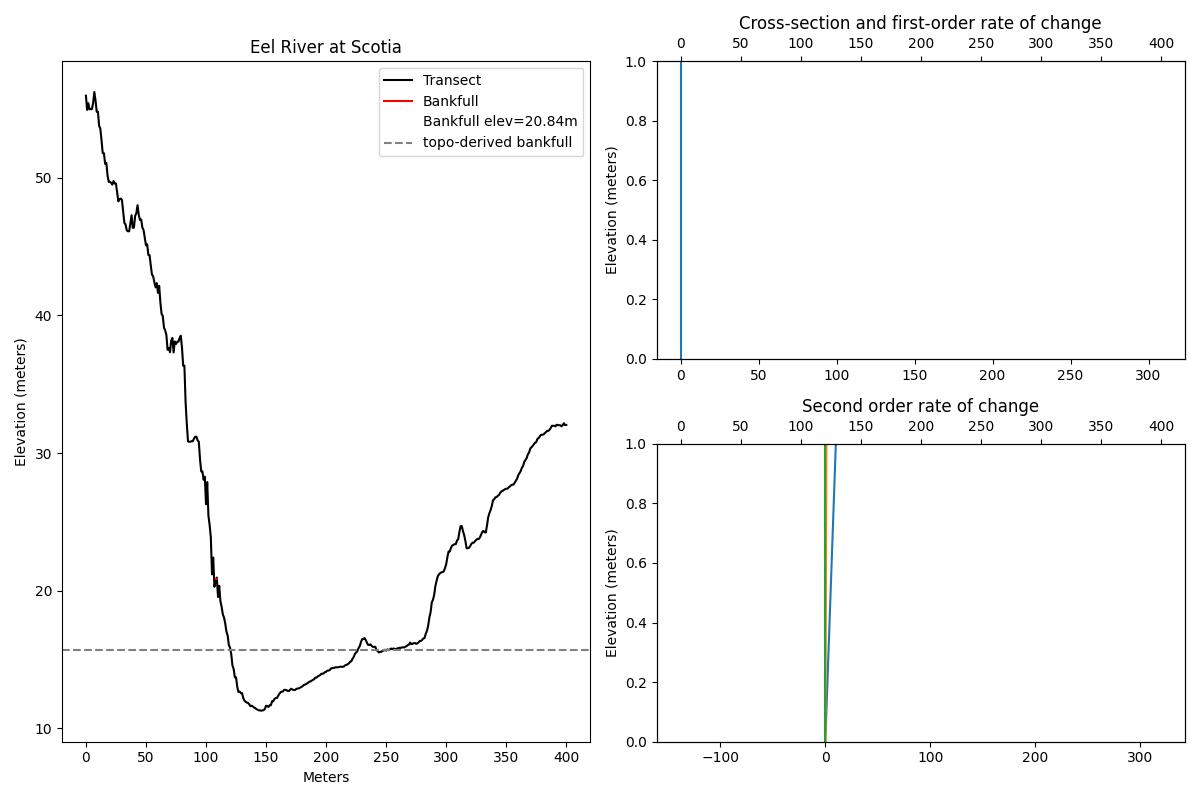 Eel River at Scotia
Transect
Bankfull
Bankfull elev=20.84m
topo-derived bankfull
Elevation (meters)
50
40
30
20
10
0 50 100 150 200 250 300 350 400
Meters
Cross-section and first-order rate of change
0 50 100 150 200 250 300 350 400
Elevation (meters)
1.0
0.8
0.6
0.4
0.2
0.0
0 50 100 150 200 250 300
Second order rate of change
0 50 100 150 200 250 300 350 400
Elevation (meters)
1.0
0.8
0.6
0.4
0.2
0.0
−100 0 100 200 300